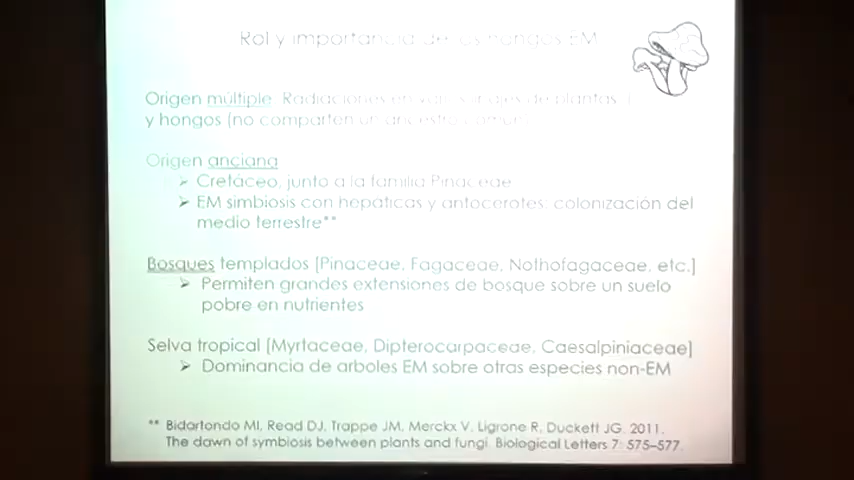 Rol y importancia de los hongos EM
Origen múltiple. Radiaciones en varios linajes de plantas
y hongos (no comparten un ancestro común)
Origen anciana
➢ Cretáceo, junto a la familia Pinaceae
➢ EM simbiosis con hepáticas y antocerotes: colonización del
medio terrestre**
Bosques templados [Pinaceae, Fagaceae, Nothofagaceae, etc.]
➢ Permiten grandes extensiones de bosque sobre un suelo
pobre en nutrientes
Selva tropical [Myrtaceae, Dipterocarpaceae, Caesalpiniaceae]
➢ Dominancia de arboles EM sobre otras especies non-EM
** Bidartondo MI, Read DJ, Trappe JM, Merckx V, Ligrone R, Duckett JG. 2011.
The dawn of symbiosis between plants and fungi. Biological Letters 7: 575–577.